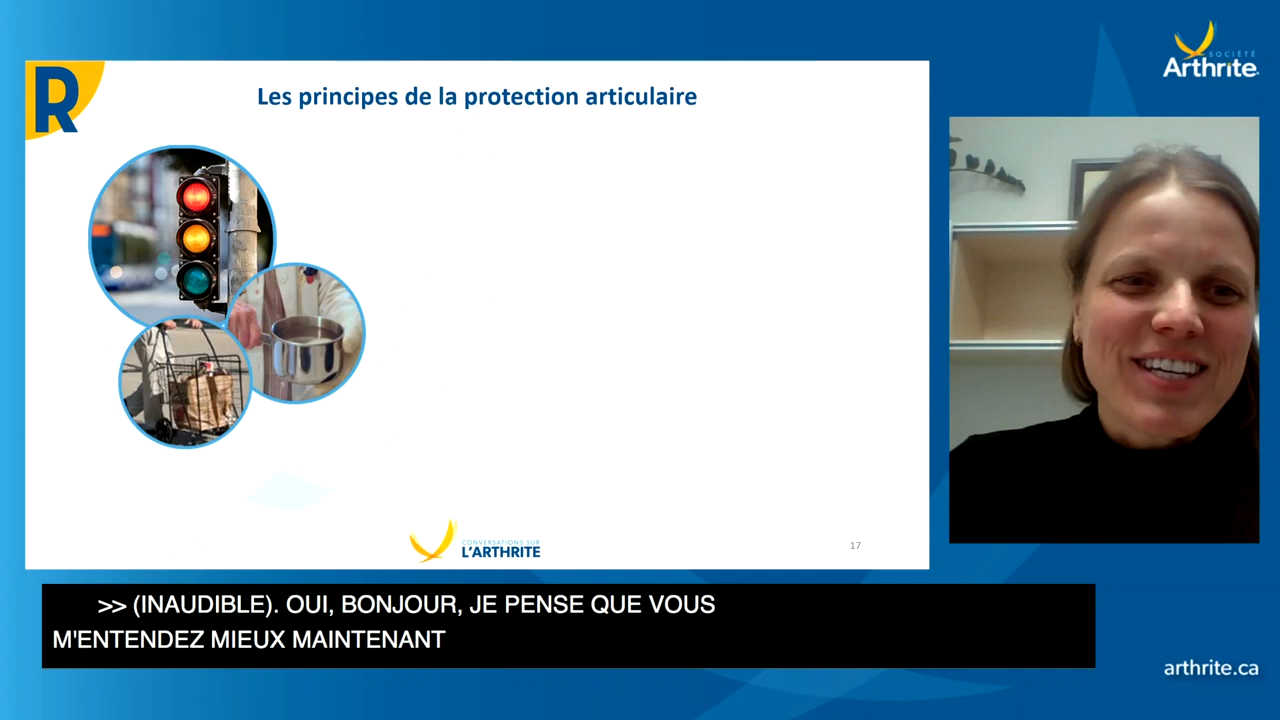 SOCIÉTÉ
Arthrite
R
Les principes de la protection articulaire
CONVERSATIONS SUR
L'ARTHRITE
17
>> (INAUDIBLE). OUI, BONJOUR, JE PENSE QUE VOUS
M'ENTENDEZ MIEUX MAINTENANT
arthrite.ca